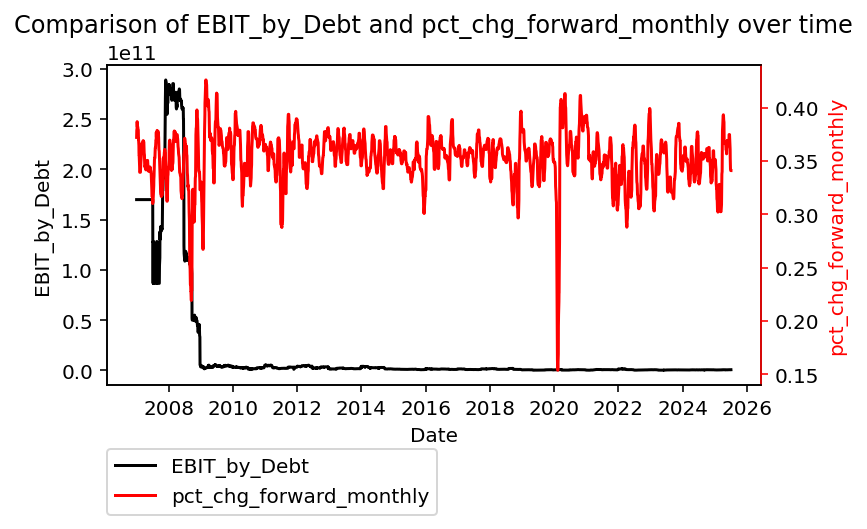 Comparison of EBIT_by_Debt and pct_chg_forward_monthly over time
1e11
3.0
2.5
2.0
1.5
1.0
0.5
0.0
EBIT_by_Debt
0.40
0.35
0.30
0.25
0.20
0.15
pct_chg_forward_monthly
2008 2010 2012 2014 2016 2018 2020 2022 2024 2026
Date
EBIT_by_Debt
pct_chg_forward_monthly